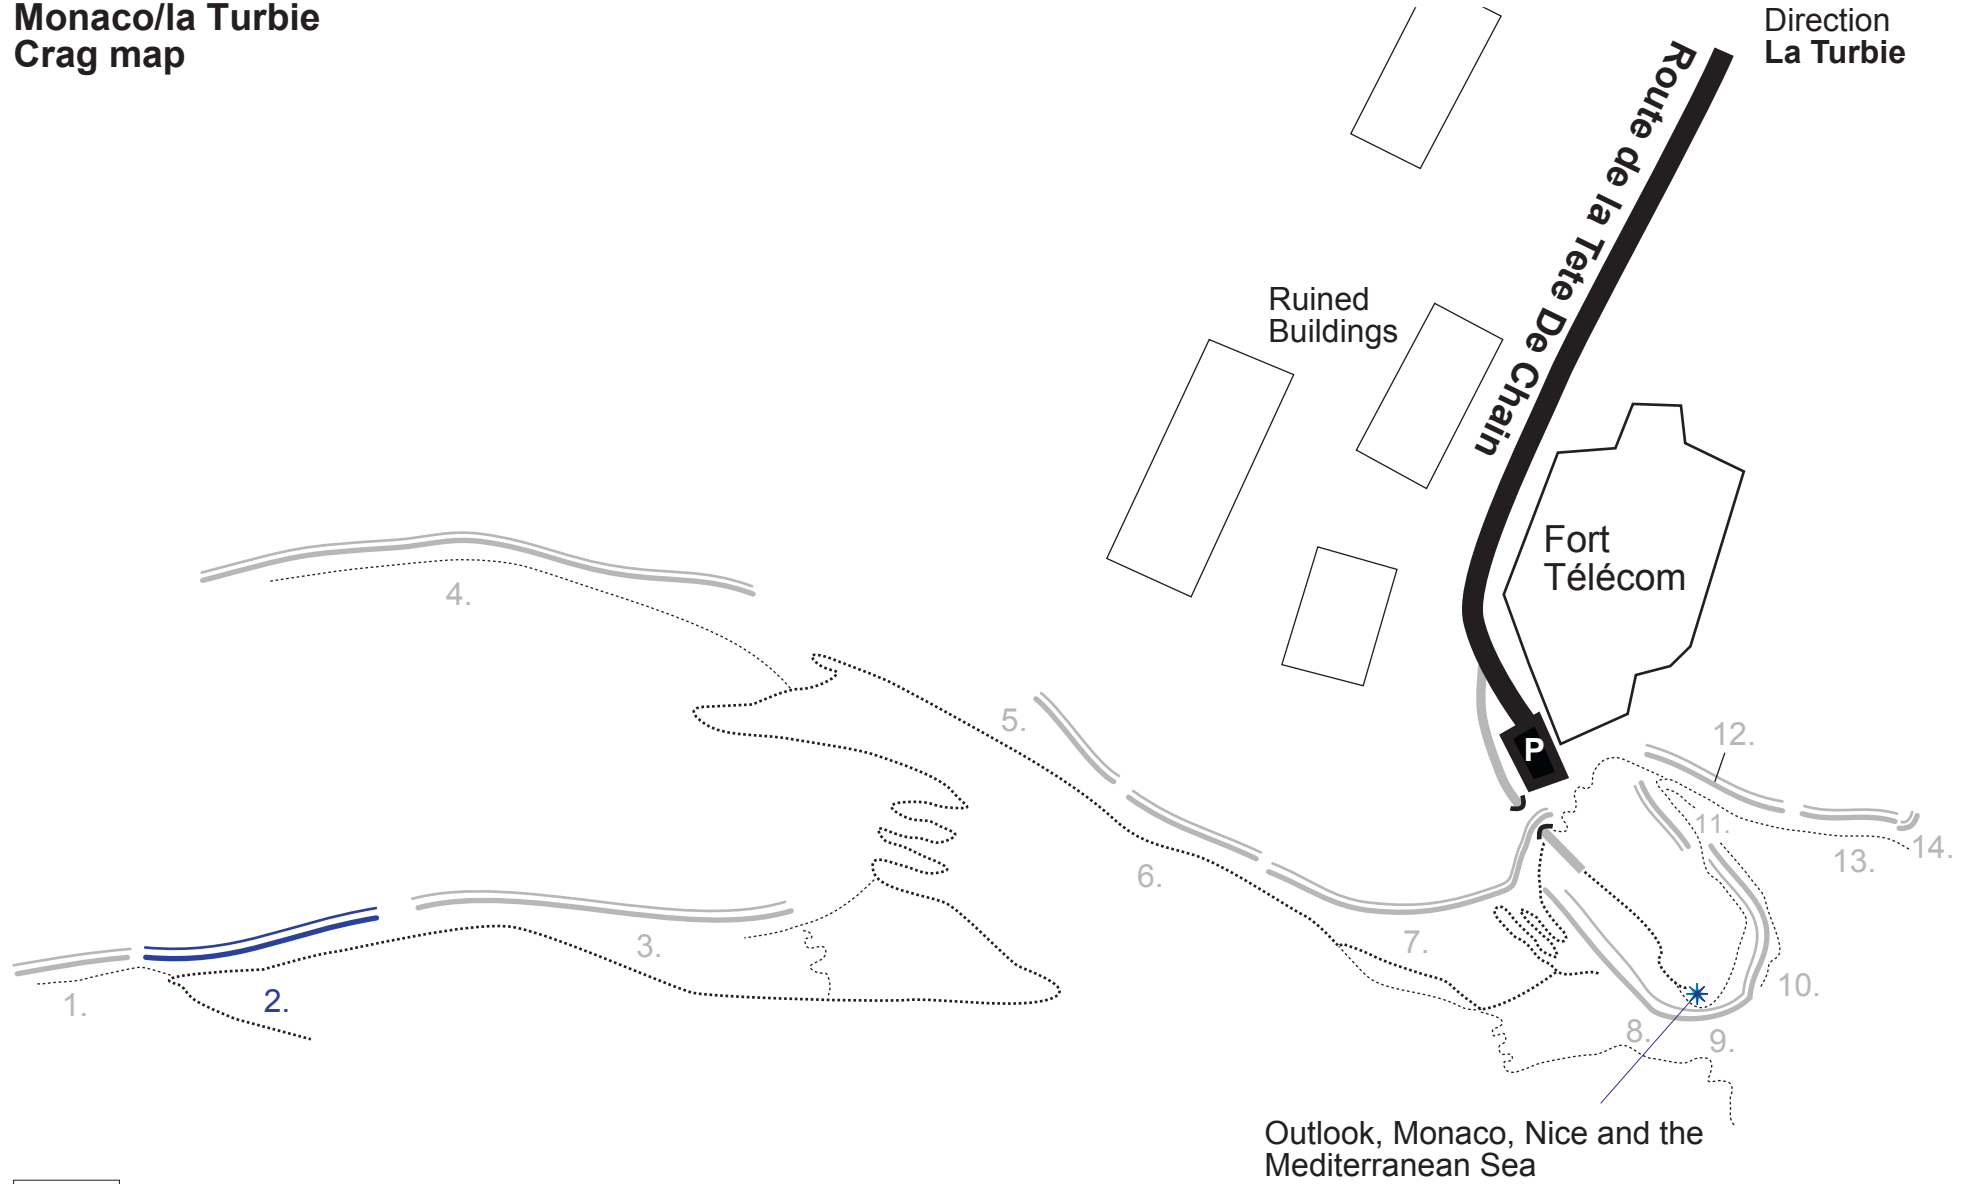 Monaco/la Turbie
Crag map
Direction
La Turbie
Route de la Tete De Chain
Ruined
Buildings
Fort
Télécom
P
4.
5.
12.
11.
13.
14.
6.
7.
3.
10.
1.
2.
8.
9.
Outlook, Monaco, Nice and the
Mediterranean Sea